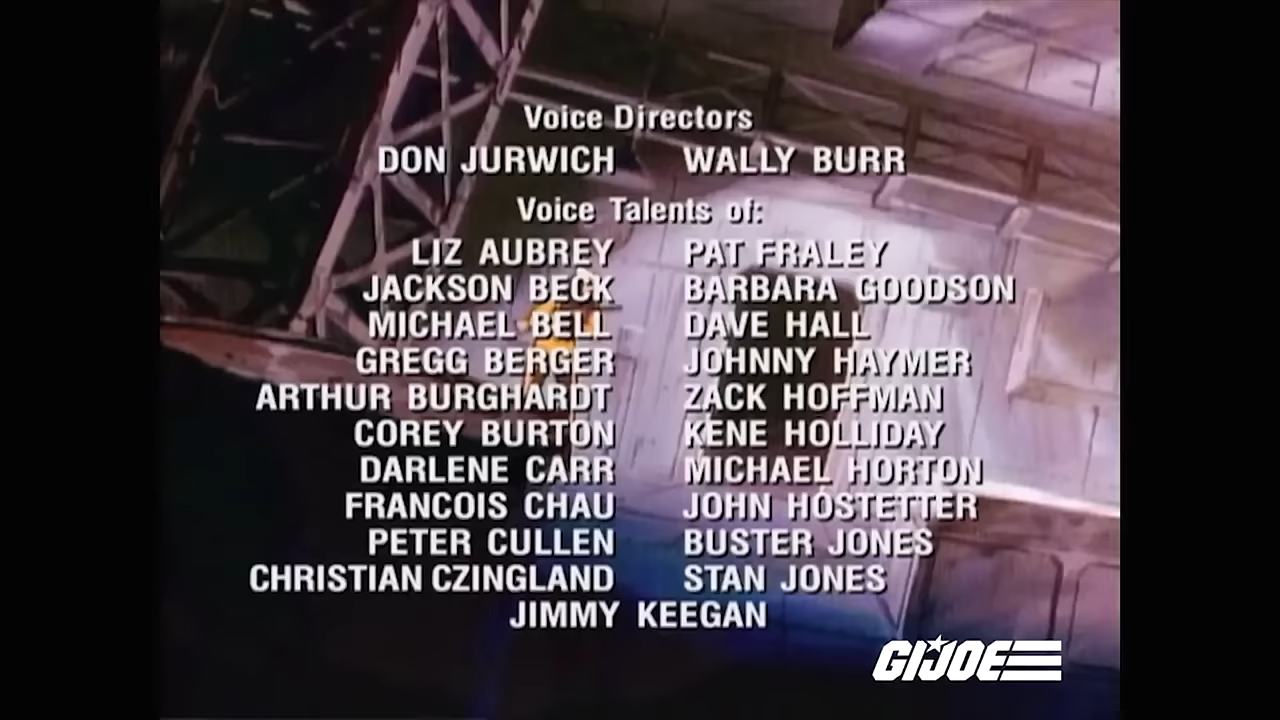 Voice Directors
DON JURWICH WALLY BURR
Voice Talents of:
LIZ AUBREY PAT FRALEY
JACKSON BECK BARBARA GOODSON
MICHAEL BELL DAVE HALL
GREGG BERGER JOHNNY HAYMER
ARTHUR BURGHARDT ZACK HOFFMAN
COREY BURTON KENE HOLLIDAY
DARLENE CARR MICHAEL HORTON
FRANCOIS CHAU JOHN HOSTETTER
PETER CULLEN BUSTER JONES
CHRISTIAN CZINGLAND STAN JONES
JIMMY KEEGAN
GI JOE